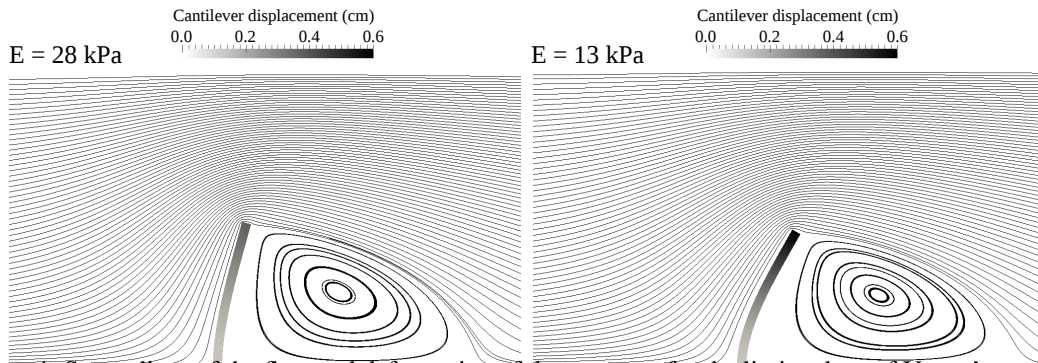 Cantilever displacement (cm)
0.0 0.2 0.4 0.6
E = 28 kPa
Cantilever displacement (cm)
0.0 0.2 0.4 0.6
E = 13 kPa